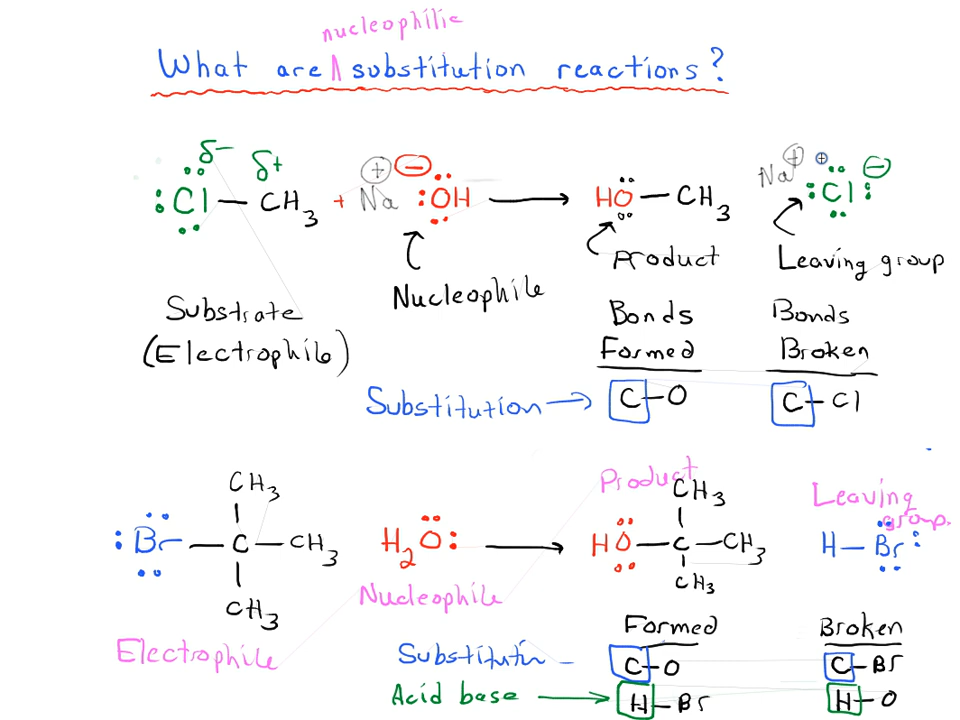 nucleophilic
What are ∧ substitution reactions?
δ− δ+ ⊕ ⊖ + ⊕ ⊖
:Cl — CH3 + Na :OH → HO — CH3 Na :Cl:
Nucleophile Product Leaving group
Substrate Bonds Bonds
(Electrophile) Formed Broken
Substitution → C–O C–Cl
CH3 Product CH3 Leaving group.
:Br — C — CH3 H2O: → HO — C — CH3 H — Br:
CH3 Nucleophile CH3
Electrophile Formed Broken
Substitutin – C–O C–Br
Acid base → H–Br H–O